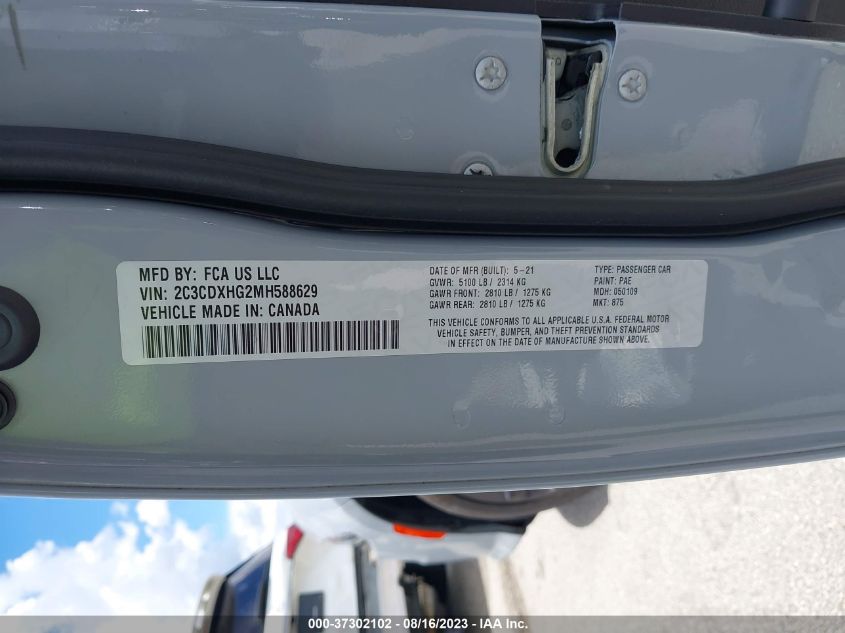 MFD BY: FCA US LLC
VIN: 2C3CDXHG2MH588629
VEHICLE MADE IN: CANADA
DATE OF MFR (BUILT): 5-21
GVWR: 5100 LB / 2314 KG
GAWR FRONT: 2810 LB / 1275 KG
GAWR REAR: 2810 LB / 1275 KG
TYPE: PASSENGER CAR
PAINT: PAE
MDH: 050109
MKT: 875
THIS VEHICLE CONFORMS TO ALL APPLICABLE U.S.A. FEDERAL MOTOR
VEHICLE SAFETY, BUMPER, AND THEFT PREVENTION STANDARDS
IN EFFECT ON THE DATE OF MANUFACTURE SHOWN ABOVE.
000-37302102 - 08/16/2023 - IAA Inc.